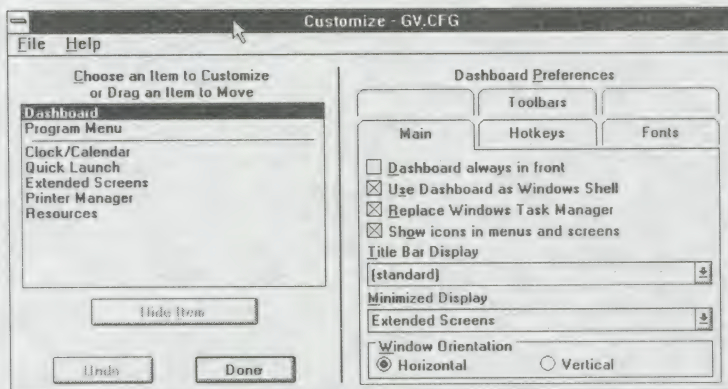 Customize - GV.CFG
File Help
Choose an Item to Customize
or Drag an Item to Move
Dashboard
Program Menu
Clock/Calendar
Quick Launch
Extended Screens
Printer Manager
Resources
Hide Item
Undo
Done
Dashboard Preferences
Toolbars
Main
Hotkeys
Fonts
Dashboard always in front
Use Dashboard as Windows Shell
Replace Windows Task Manager
Show icons in menus and screens
Title Bar Display
(standard)
Minimized Display
Extended Screens
Window Orientation
Horizontal
Vertical